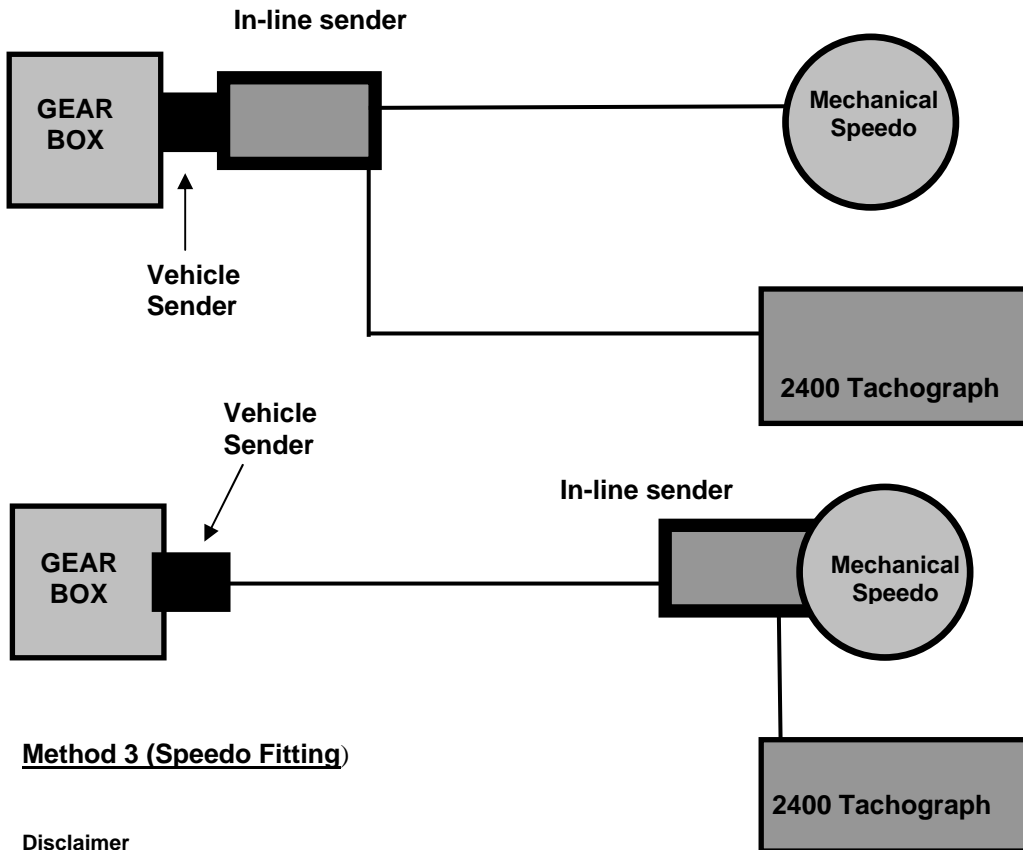 In-line sender
GEAR
BOX
Mechanical
Speedo
Vehicle
Sender
2400 Tachograph
Vehicle
Sender
In-line sender
GEAR
BOX
Mechanical
Speedo
Method 3 (Speedo Fitting)
2400 Tachograph
Disclaimer